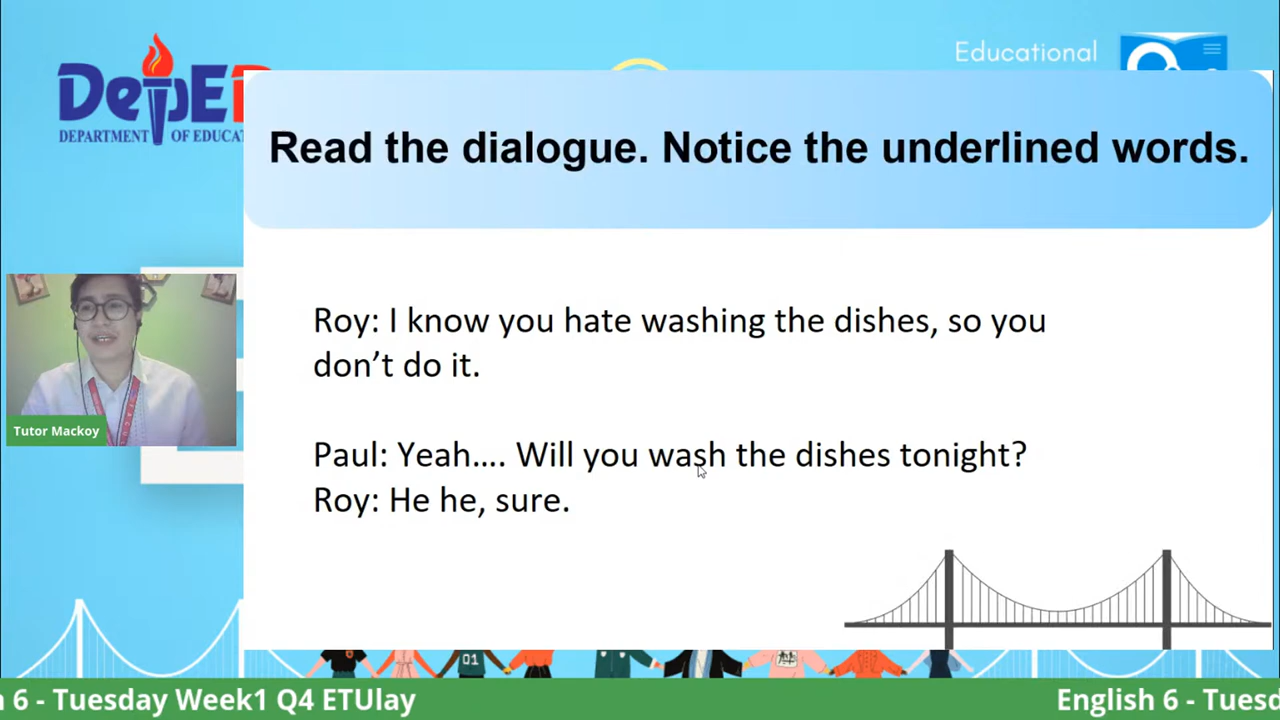 Educational
DepED
DEPARTMENT OF EDUCAT
Read the dialogue. Notice the underlined words.
Roy: I know you hate washing the dishes, so you
don’t do it.
Paul: Yeah…. Will you wash the dishes tonight?
Roy: He he, sure.
Tutor Mackoy
01
h 6 - Tuesday Week1 Q4 ETUlay
English 6 - Tuesd